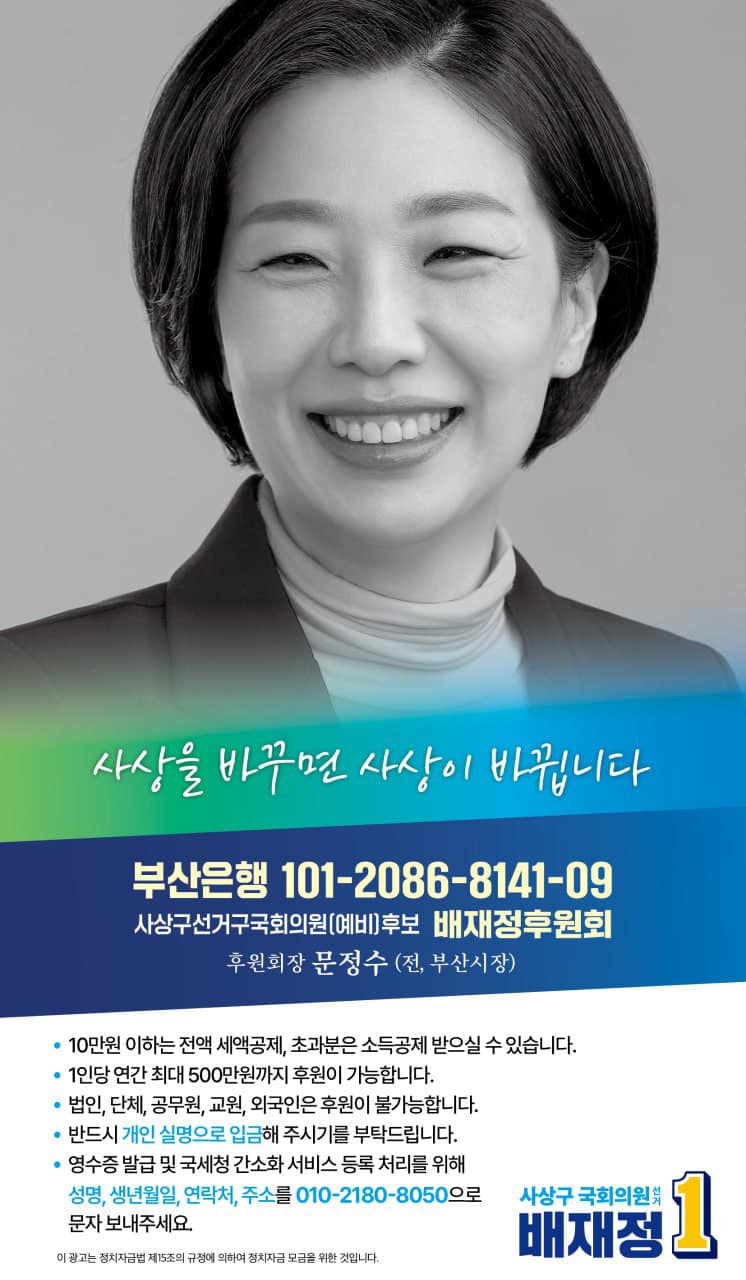 사상을 바꾸면 사상이 바뀝니다
부산은행 101-2086-8141-09
사상구선거구국회의원(예비)후보 배재정후원회
후원회장 문정수 (전, 부산시장)
• 10만원 이하는 전액 세액공제, 초과분은 소득공제 받으실 수 있습니다.
• 1인당 연간 최대 500만원까지 후원이 가능합니다.
• 법인, 단체, 공무원, 교원, 외국인은 후원이 불가능합니다.
• 반드시 개인 실명으로 입금해 주시기를 부탁드립니다.
• 영수증 발급 및 국세청 간소화 서비스 등록 처리를 위해
성명, 생년월일, 연락처, 주소를 010-2180-8050으로
문자 보내주세요.
이 광고는 정치자금법 제15조의 규정에 의하여 정치자금 모금을 위한 것입니다.
사상구 국회의원선거
배재정 1